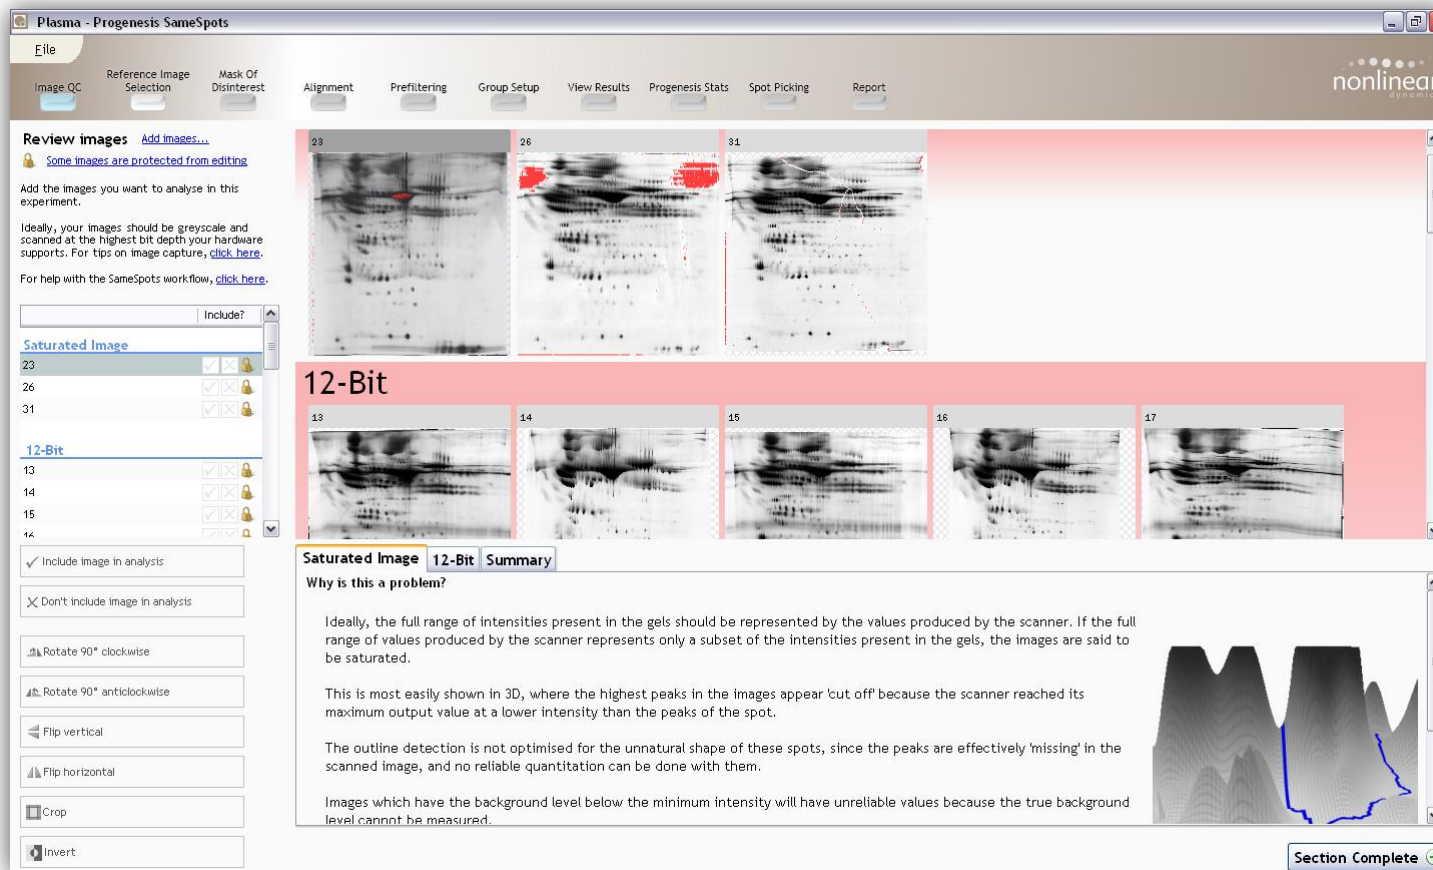 Plasma - Progenesis SameSpots
File
Image QC
Reference Image
Selection
Mask Of
Disinterest
Alignment
Prefiltering
Group Setup
View Results
Progenesis Stats
Spot Picking
Report
nonlinear
dynamics
Review images Add images...
Some images are protected from editing
Add the images you want to analyse in this
experiment.
Ideally, your images should be greyscale and
scanned at the highest bit depth your hardware
supports. For tips on image capture, click here.
For help with the SameSpots workflow, click here.
Include?
Saturated Image
23
26
31
12-Bit
13
14
15
16
Include image in analysis
Don't include image in analysis
Rotate 90° clockwise
Rotate 90° anticlockwise
Flip vertical
Flip horizontal
Crop
Invert
23 26 31
12-Bit
13 14 15 16 17
Saturated Image 12-Bit Summary
Why is this a problem?
Ideally, the full range of intensities present in the gels should be represented by the values produced by the scanner. If the full
range of values produced by the scanner represents only a subset of the intensities present in the gels, the images are said to
be saturated.
This is most easily shown in 3D, where the highest peaks in the images appear 'cut off' because the scanner reached its
maximum output value at a lower intensity than the peaks of the spot.
The outline detection is not optimised for the unnatural shape of these spots, since the peaks are effectively 'missing' in the
scanned image, and no reliable quantitation can be done with them.
Images which have the background level below the minimum intensity will have unreliable values because the true background
level cannot be measured.
Section Complete